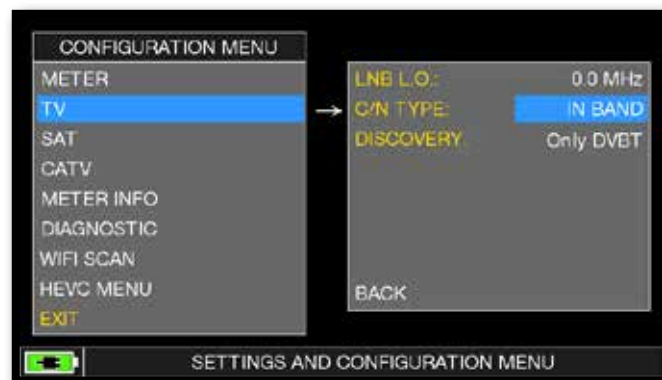 CONFIGURATION MENU
METER
TV
SAT
CATV
METER INFO
DIAGNOSTIC
WIFI SCAN
HEVC MENU
EXIT
LNB L.O.: 0.0 MHz
C/N TYPE: IN BAND
DISCOVERY: Only DVBT
BACK
SETTINGS AND CONFIGURATION MENU